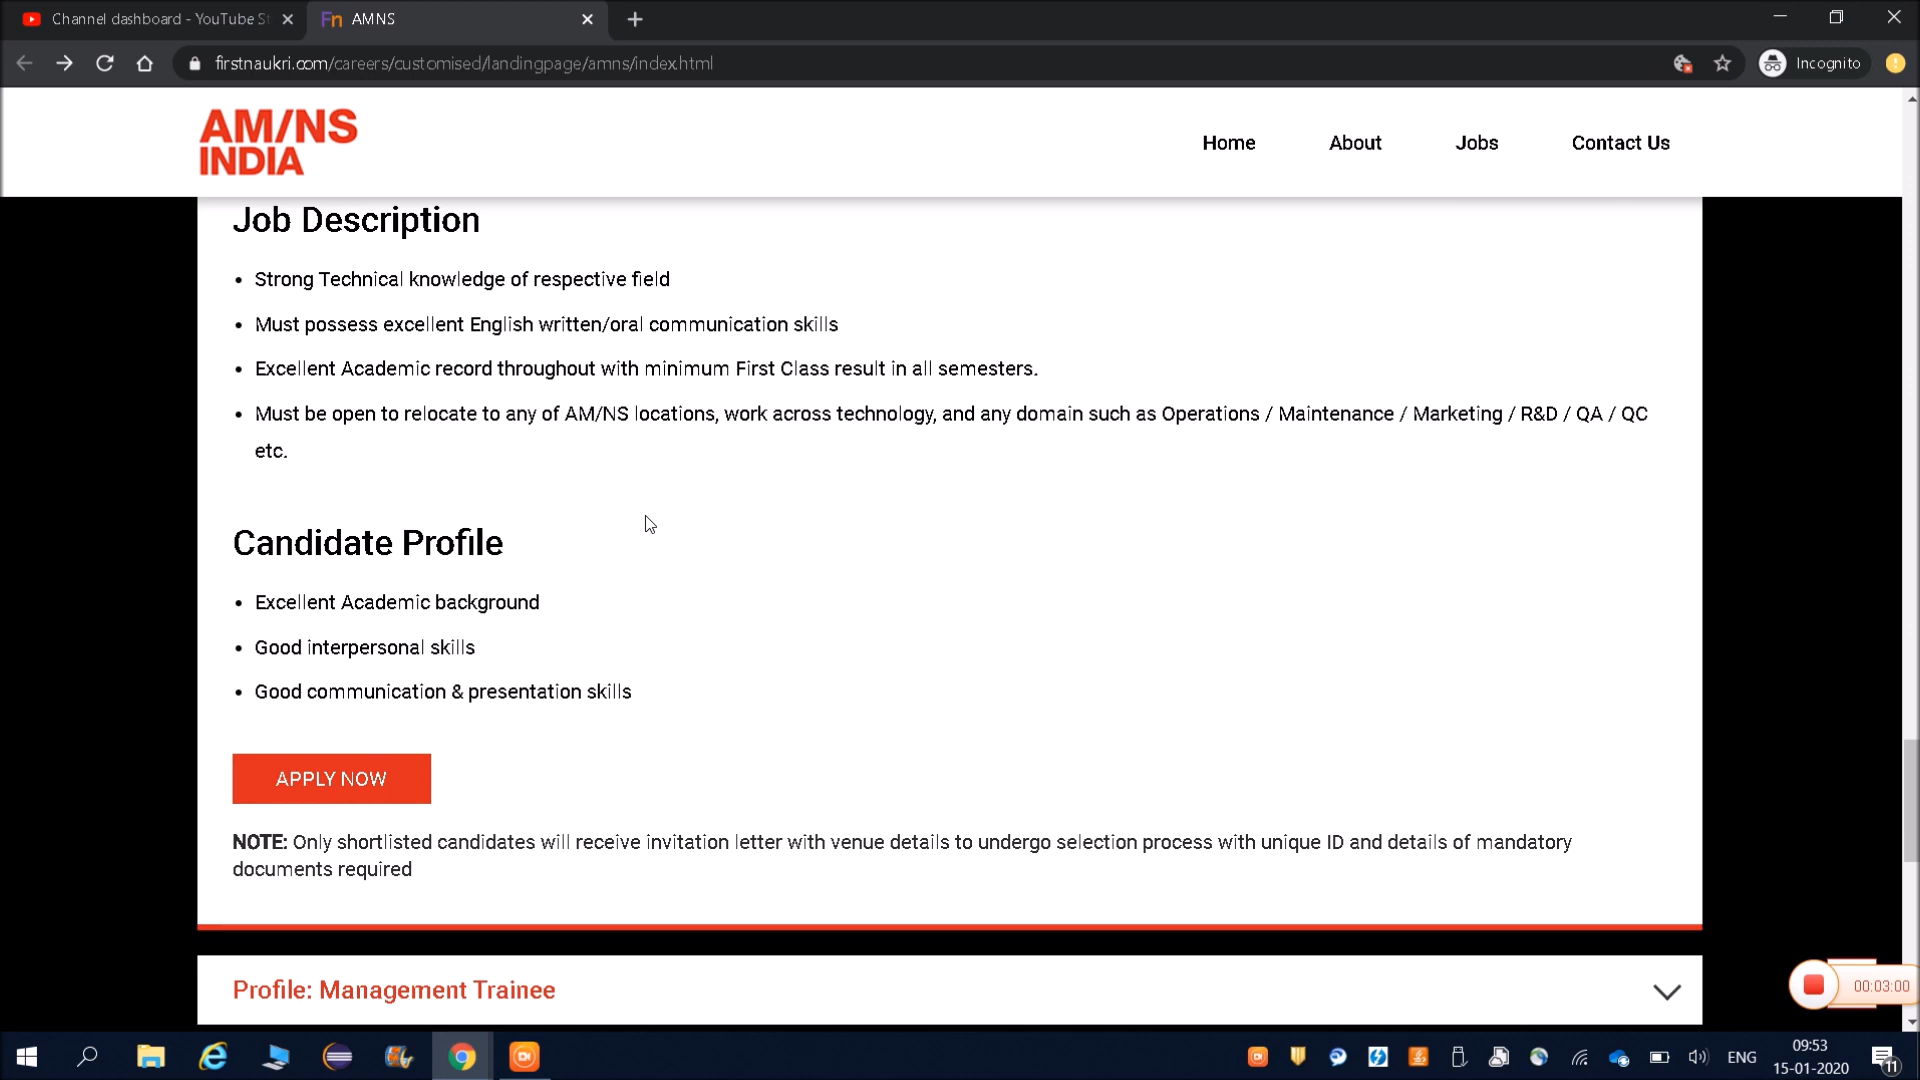 Channel dashboard - YouTube St
Fn AMNS
firstnaukri.com/careers/customised/landingpage/amns/index.html
Incognito
AM/NS
INDIA
Home About Jobs Contact Us
Job Description
• Strong Technical knowledge of respective field
• Must possess excellent English written/oral communication skills
• Excellent Academic record throughout with minimum First Class result in all semesters.
• Must be open to relocate to any of AM/NS locations, work across technology, and any domain such as Operations / Maintenance / Marketing / R&D / QA / QC
etc.
Candidate Profile
• Excellent Academic background
• Good interpersonal skills
• Good communication & presentation skills
APPLY NOW
NOTE: Only shortlisted candidates will receive invitation letter with venue details to undergo selection process with unique ID and details of mandatory
documents required
Profile: Management Trainee
00:03:00
ENG
09:53
15-01-2020
11